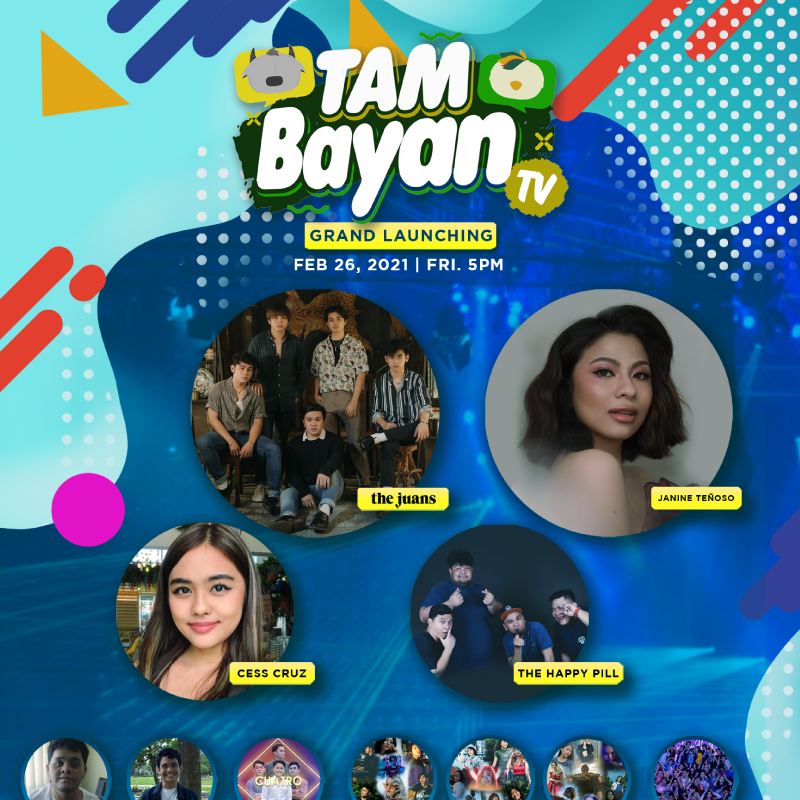 TAM
Bayan
TV
GRAND LAUNCHING
FEB 26, 2021 | FRI. 5PM
the juans
JANINE TEÑOSO
CESS CRUZ
THE HAPPY PILL
CUATRO